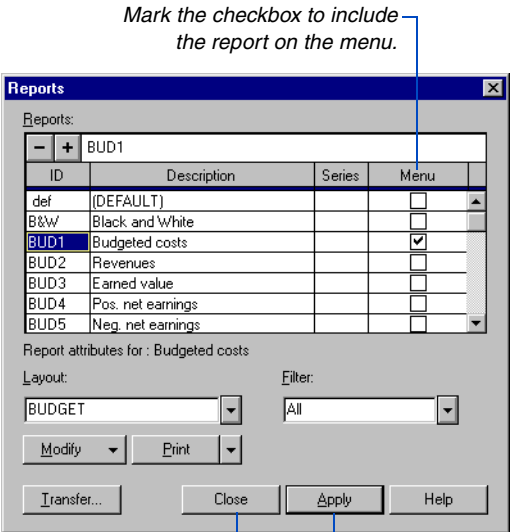 Mark the checkbox to include
the report on the menu.
Reports
Reports:
− + BUD1
ID Description Series Menu
def (DEFAULT)
B&W Black and White
BUD1 Budgeted costs
BUD2 Revenues
BUD3 Earned value
BUD4 Pos. net earnings
BUD5 Neg. net earnings
Report attributes for : Budgeted costs
Layout: Filter:
BUDGET All
Modify Print
Transfer... Close Apply Help